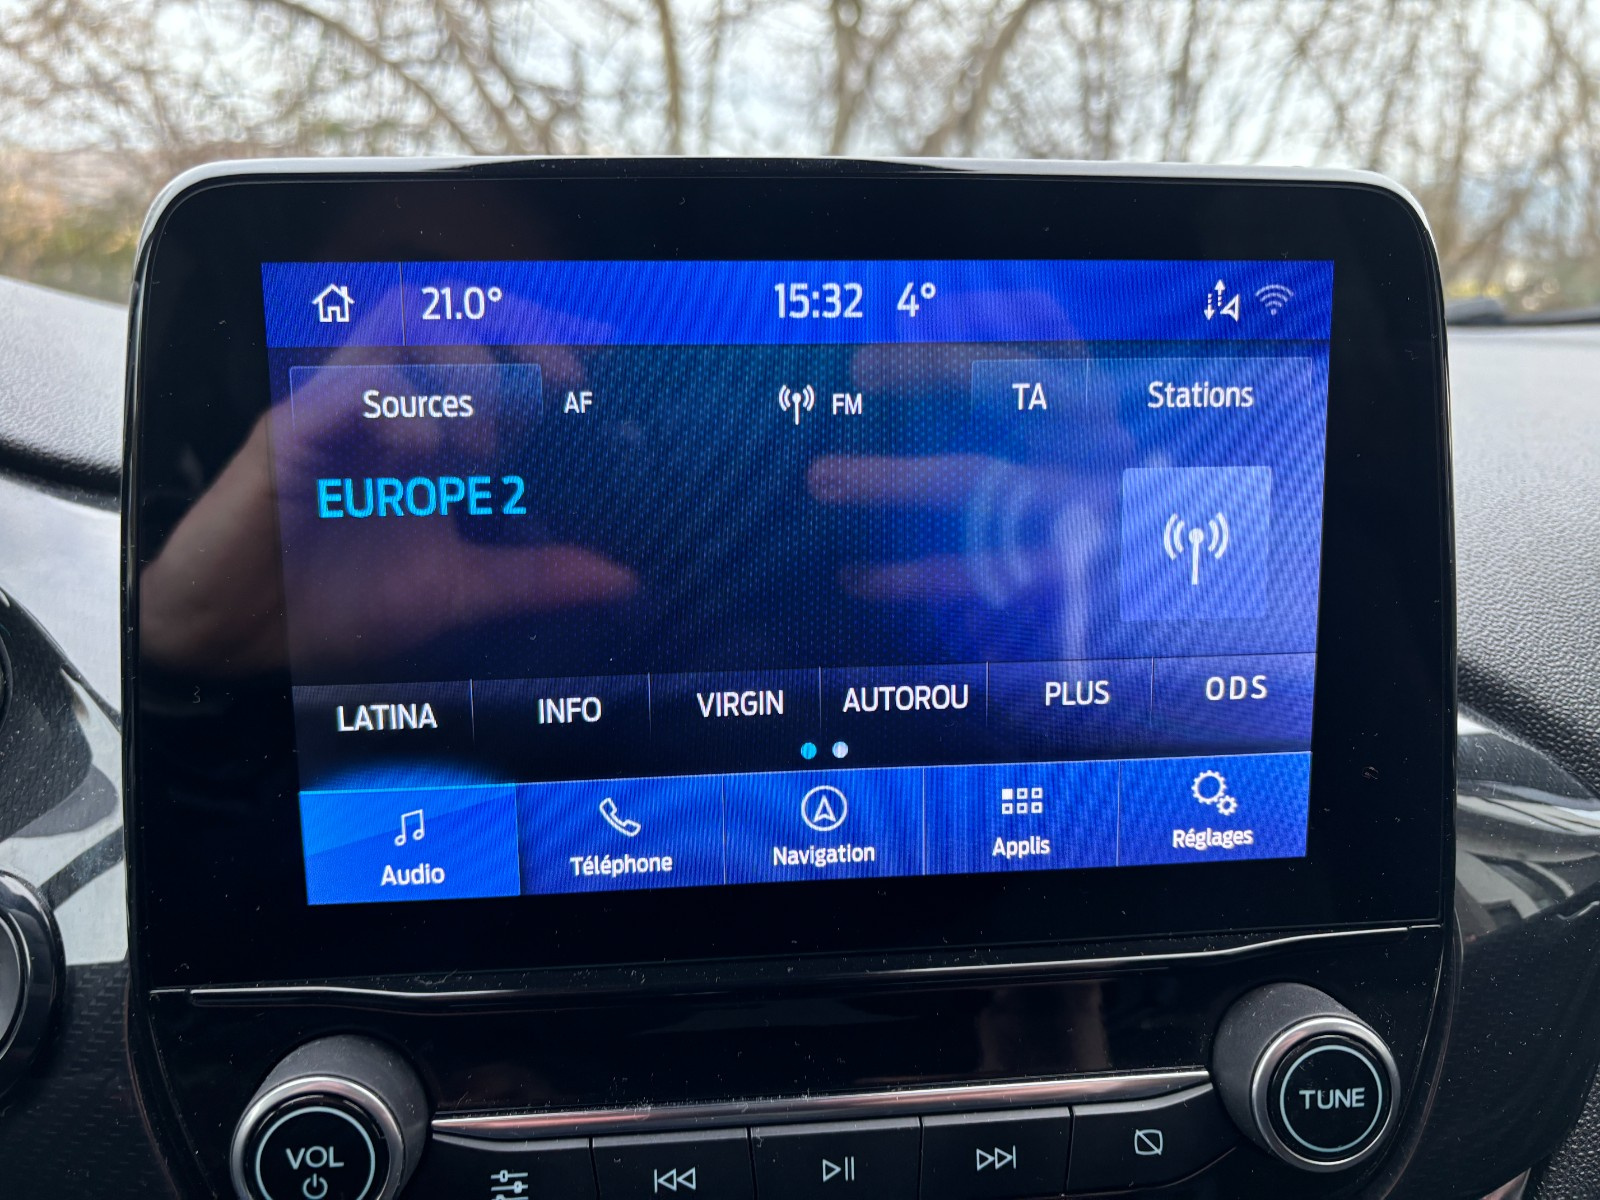 21.0° 15:32 4°
Sources AF FM TA Stations
EUROPE 2
LATINA INFO VIRGIN AUTOROU PLUS ODS
Audio Téléphone Navigation Applis Réglages
VOL TUNE